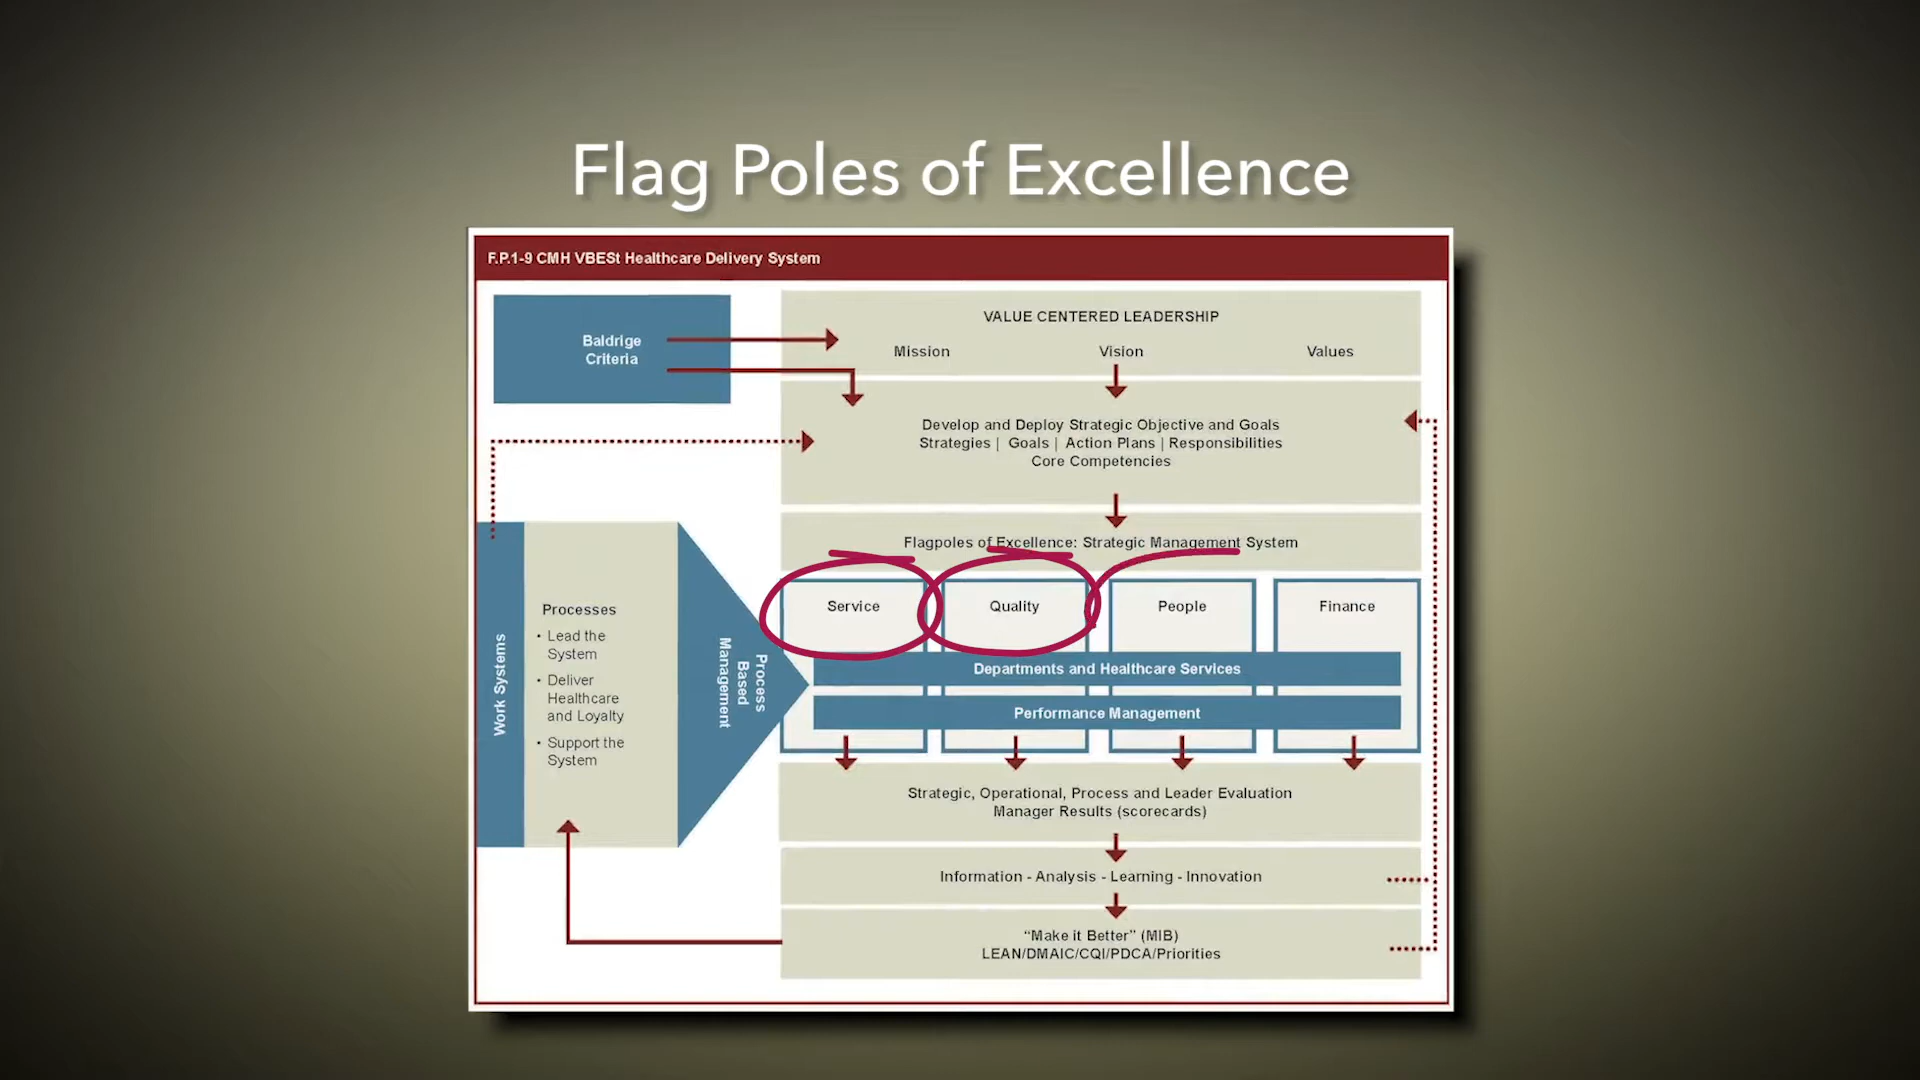 Flag Poles of Excellence
F.P.1-9 CMH VBESt Healthcare Delivery System
Baldrige
Criteria
VALUE CENTERED LEADERSHIP
Mission Vision Values
Develop and Deploy Strategic Objective and Goals
Strategies | Goals | Action Plans | Responsibilities
Core Competencies
Flagpoles of Excellence: Strategic Management System
Work Systems
Processes
• Lead the
System
• Deliver
Healthcare
and Loyalty
• Support the
System
Process
Based
Management
Service Quality People Finance
Departments and Healthcare Services
Performance Management
Strategic, Operational, Process and Leader Evaluation
Manager Results (scorecards)
Information - Analysis - Learning - Innovation
“Make it Better” (MIB)
LEAN/DMAIC/CQI/PDCA/Priorities